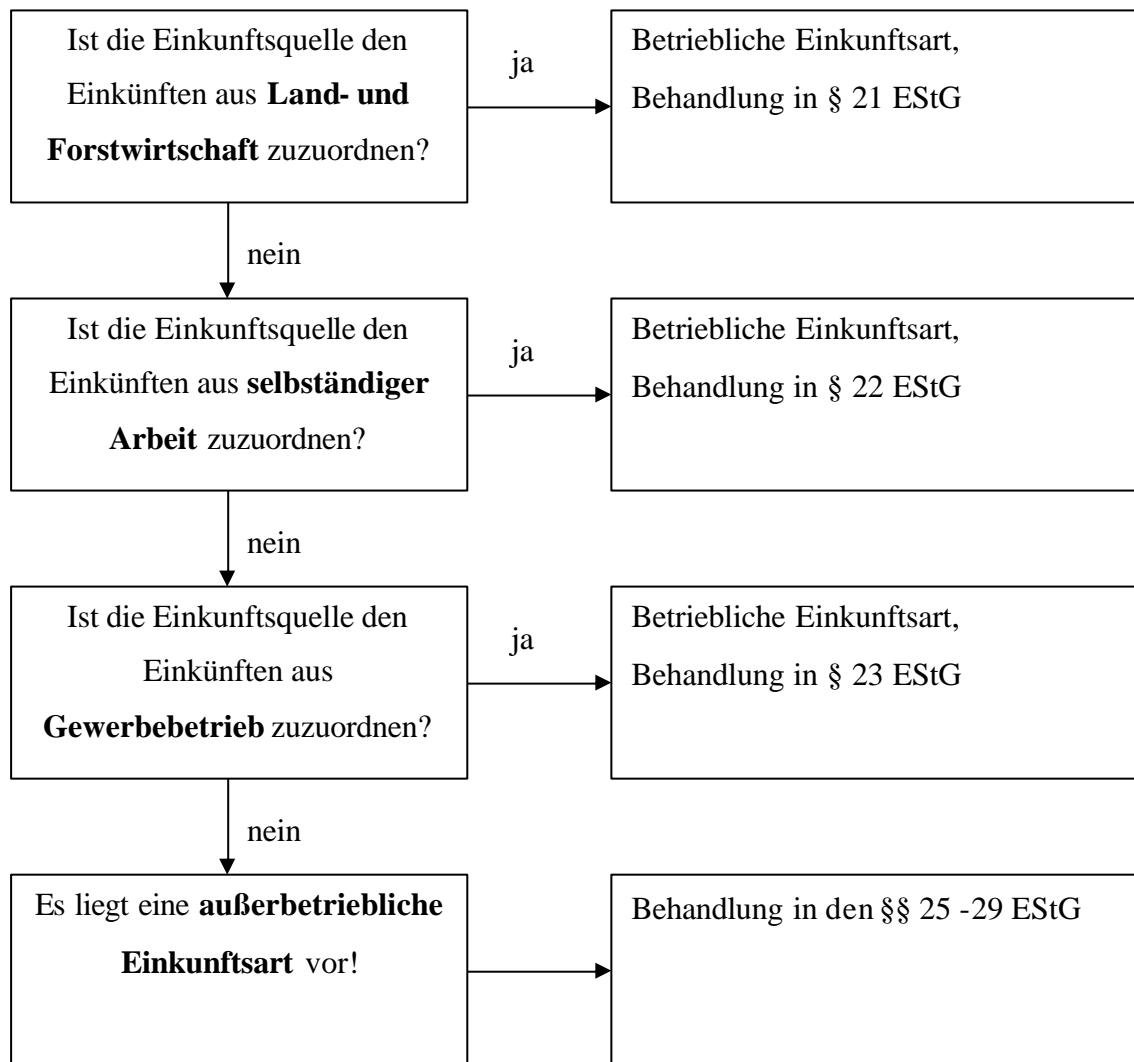 Ist die Einkunftsquelle den
Einkünften aus Land- und
Forstwirtschaft zuzuordnen?
ja
Betriebliche Einkunftsart,
Behandlung in § 21 EStG
nein
Ist die Einkunftsquelle den
Einkünften aus selbständiger
Arbeit zuzuordnen?
ja
Betriebliche Einkunftsart,
Behandlung in § 22 EStG
nein
Ist die Einkunftsquelle den
Einkünften aus
Gewerbebetrieb zuzuordnen?
ja
Betriebliche Einkunftsart,
Behandlung in § 23 EStG
nein
Es liegt eine außerbetriebliche
Einkunftsart vor!
Behandlung in den §§ 25 -29 EStG